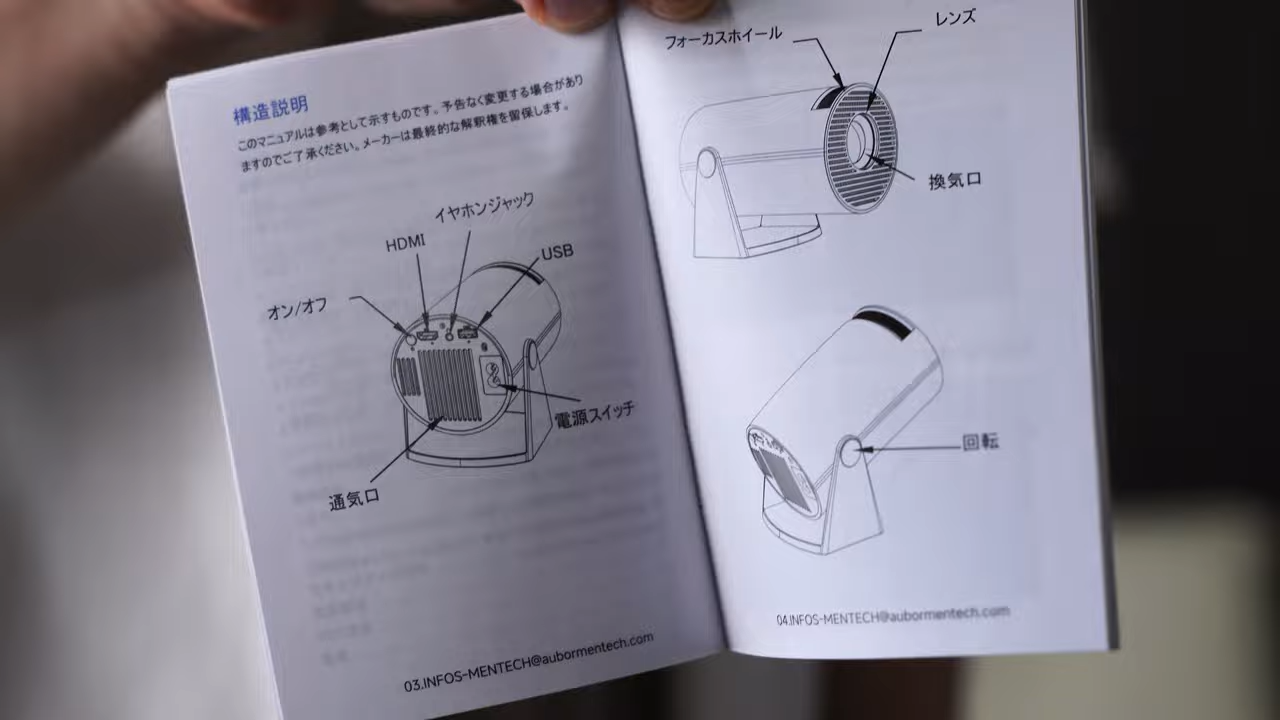 構造説明
このマニュアルは参考として示すものです。予告なく変更する場合があり
ますのでご了承ください。メーカーは最終的な解釈権を留保します。
イヤホンジャック
HDMI
USB
オン/オフ
電源スイッチ
通気口
03.INFOS-MENTECH@aubormentech.com
レンズ
フォーカスホイール
換気口
回転
04.INFOS-MENTECH@aubormentech.com